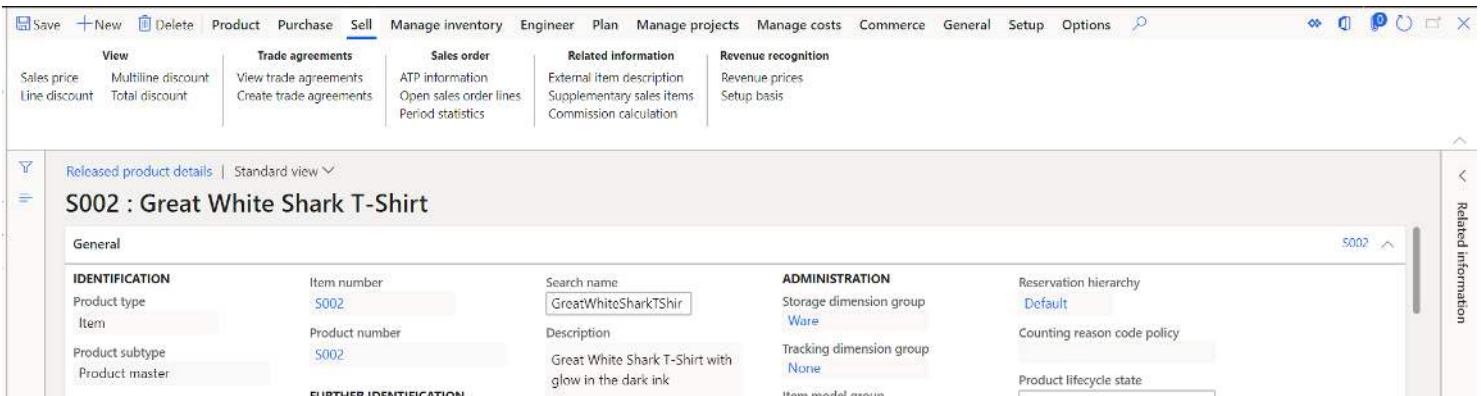 Save New Delete Product Purchase Sell Manage inventory Engineer Plan Manage projects Manage costs Commerce General Setup Options 0
View Trade agreements Sales order Related information Revenue recognition
Sales price Multiline discount View trade agreements ATP information External item description Revenue prices
Line discount Total discount Create trade agreements Open sales order lines Supplementary sales items Setup basis
Period statistics Commission calculation
Released product details | Standard view
S002 : Great White Shark T-Shirt
General S002
Related information
IDENTIFICATION Item number Search name ADMINISTRATION Reservation hierarchy
Product type S002 GreatWhiteSharkTShir Storage dimension group Default
Item Product number Description Ware Counting reason code policy
Product subtype S002 Great White Shark T-Shirt with Tracking dimension group
Product master glow in the dark ink None Product lifecycle state
FURTHER IDENTIFICATION Item model group